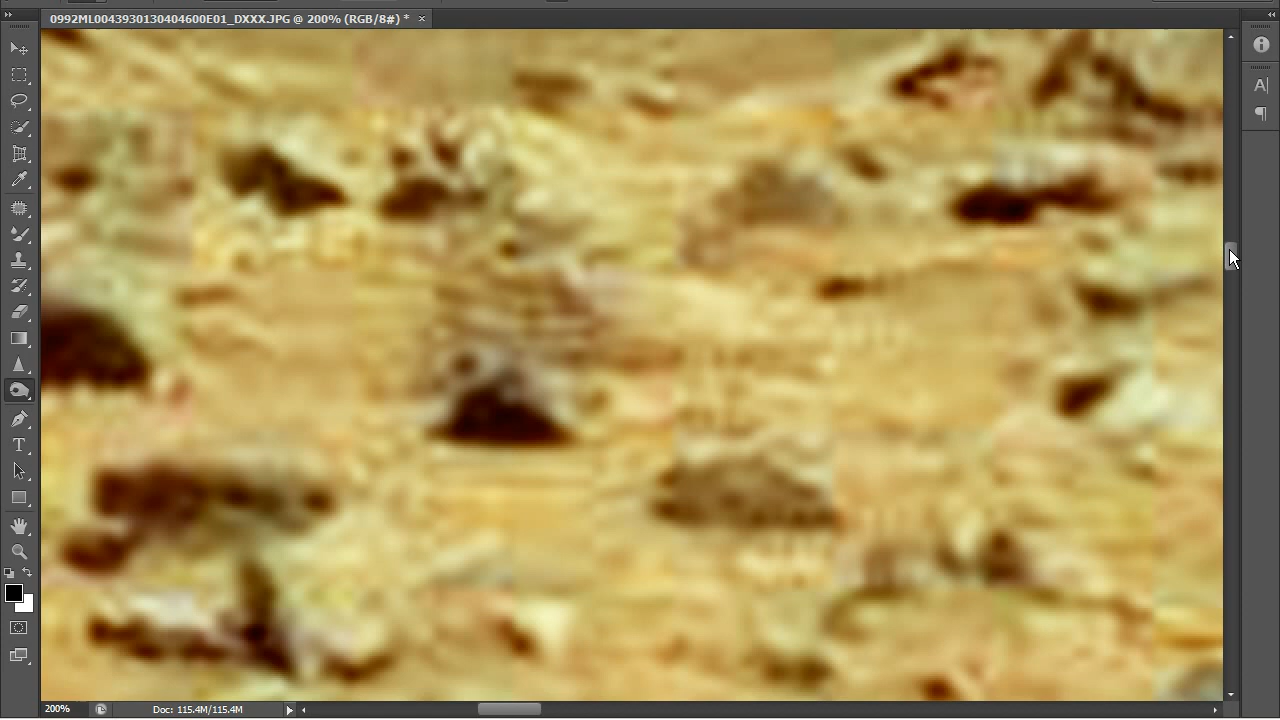 0992ML0043930130404600E01_DXXX.JPG @ 200% (RGB/8#) * ×
T
A
¶
200%
Doc: 115.4M/115.4M